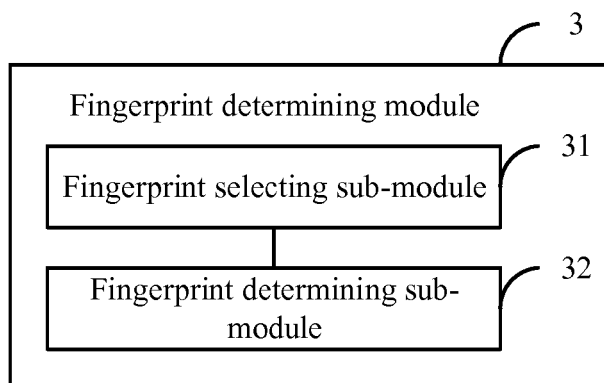 3
Fingerprint determining module
31
Fingerprint selecting sub-module
32
Fingerprint determining sub-
module